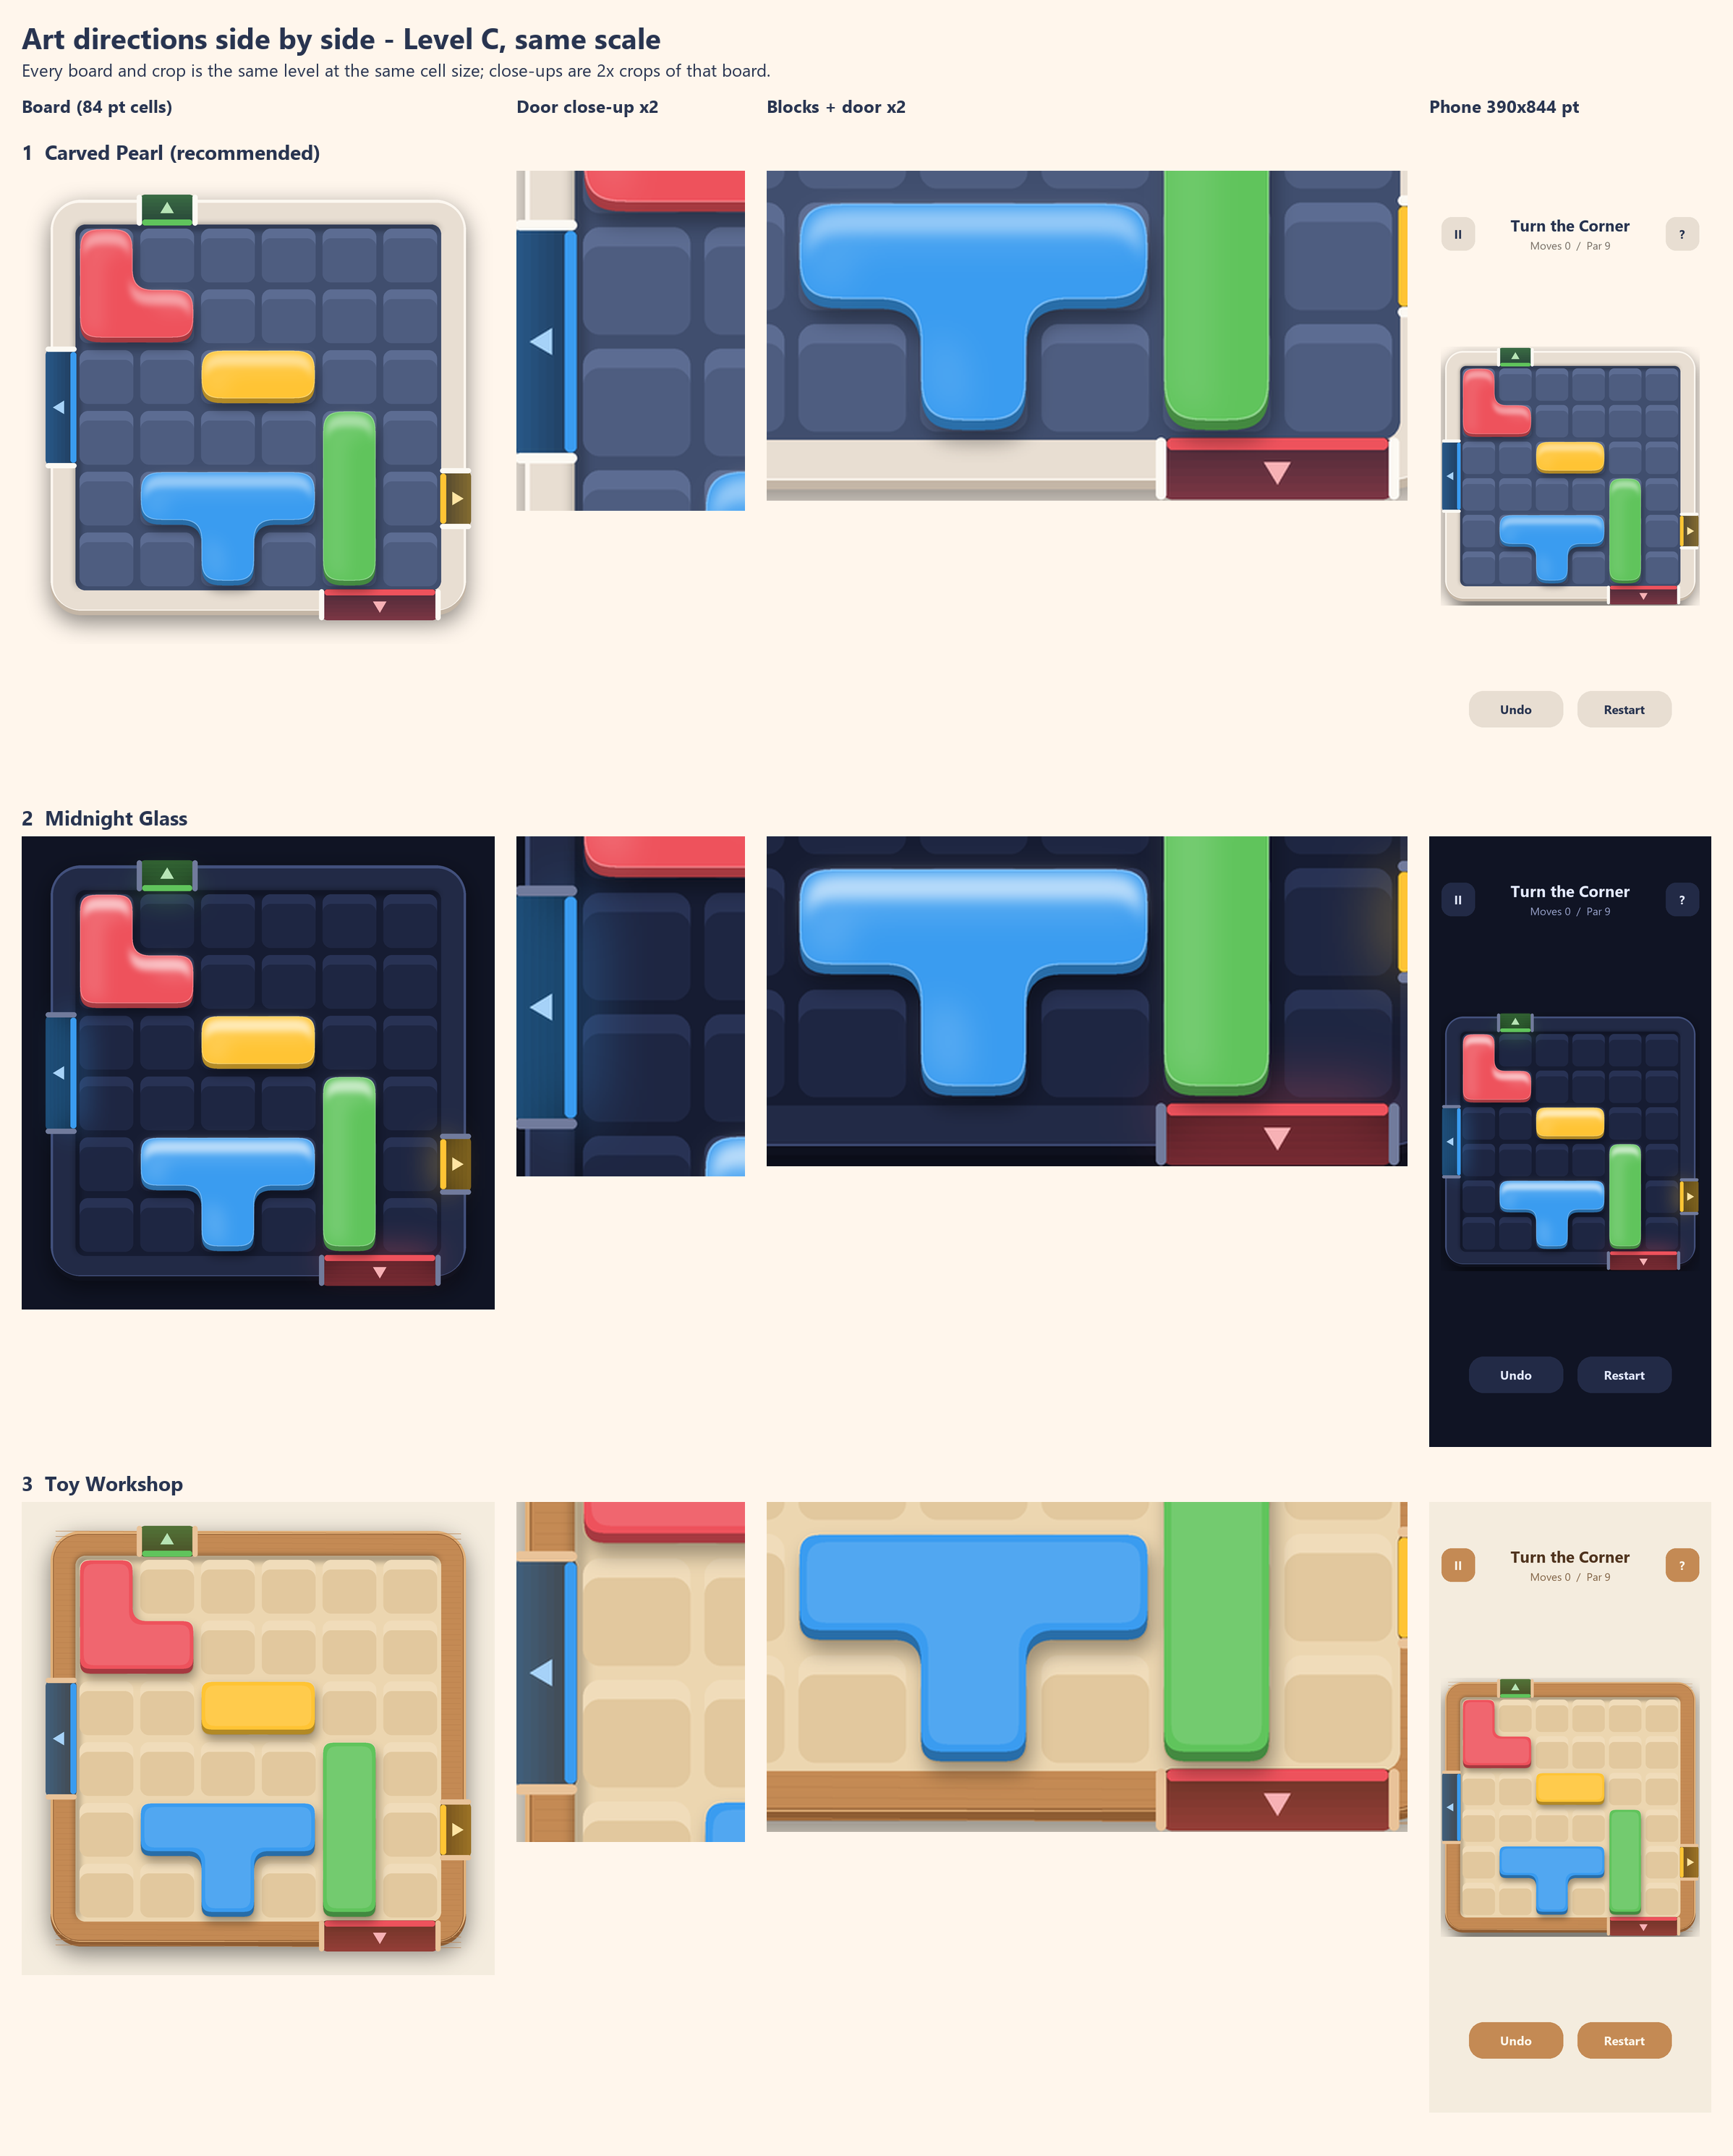 Art directions side by side - Level C, same scale
Every board and crop is the same level at the same cell size; close-ups are 2x crops of that board.
Board (84 pt cells)
Door close-up x2
Blocks + door x2
Phone 390x844 pt
1 Carved Pearl (recommended)
II
Turn the Corner
Moves 0 / Par 9
?
Undo
Restart
2 Midnight Glass
II
Turn the Corner
Moves 0 / Par 9
?
Undo
Restart
3 Toy Workshop
II
Turn the Corner
Moves 0 / Par 9
?
Undo
Restart